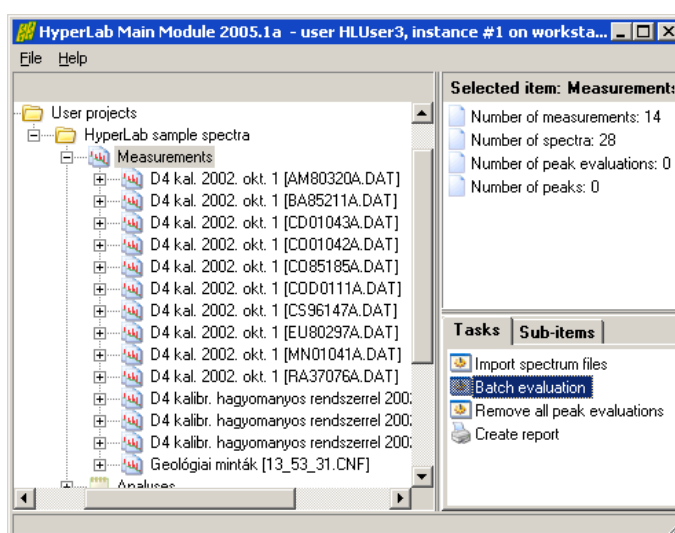 HyperLab Main Module 2005.1a - user HLUser3, instance #1 on worksta...
File Help
User projects
HyperLab sample spectra
Measurements
D4 kal. 2002. okt. 1 [AM80320A.DAT]
D4 kal. 2002. okt. 1 [BA85211A.DAT]
D4 kal. 2002. okt. 1 [CD01043A.DAT]
D4 kal. 2002. okt. 1 [CO01042A.DAT]
D4 kal. 2002. okt. 1 [CO85185A.DAT]
D4 kal. 2002. okt. 1 [COD0111A.DAT]
D4 kal. 2002. okt. 1 [CS96147A.DAT]
D4 kal. 2002. okt. 1 [EU80297A.DAT]
D4 kal. 2002. okt. 1 [MN01041A.DAT]
D4 kal. 2002. okt. 1 [RA37076A.DAT]
D4 kalibr. hagyomanyos rendszerrel 200
D4 kalibr. hagyomanyos rendszerrel 200
D4 kalibr. hagyomanyos rendszerrel 200
Geológiai minták [13_53_31.CNF]
Analyses
Selected item: Measurements
Number of measurements: 14
Number of spectra: 28
Number of peak evaluations: 0
Number of peaks: 0
Tasks Sub-items
Import spectrum files
Batch evaluation
Remove all peak evaluations
Create report